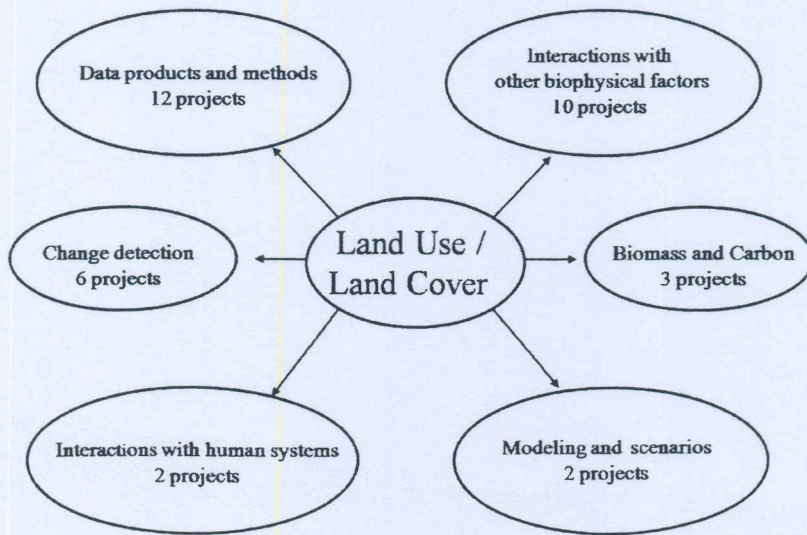 Data products and methods
12 projects
Interactions with
other biophysical factors
10 projects
Change detection
6 projects
Land Use /
Land Cover
Biomass and Carbon
3 projects
Interactions with human systems
2 projects
Modeling and scenarios
2 projects